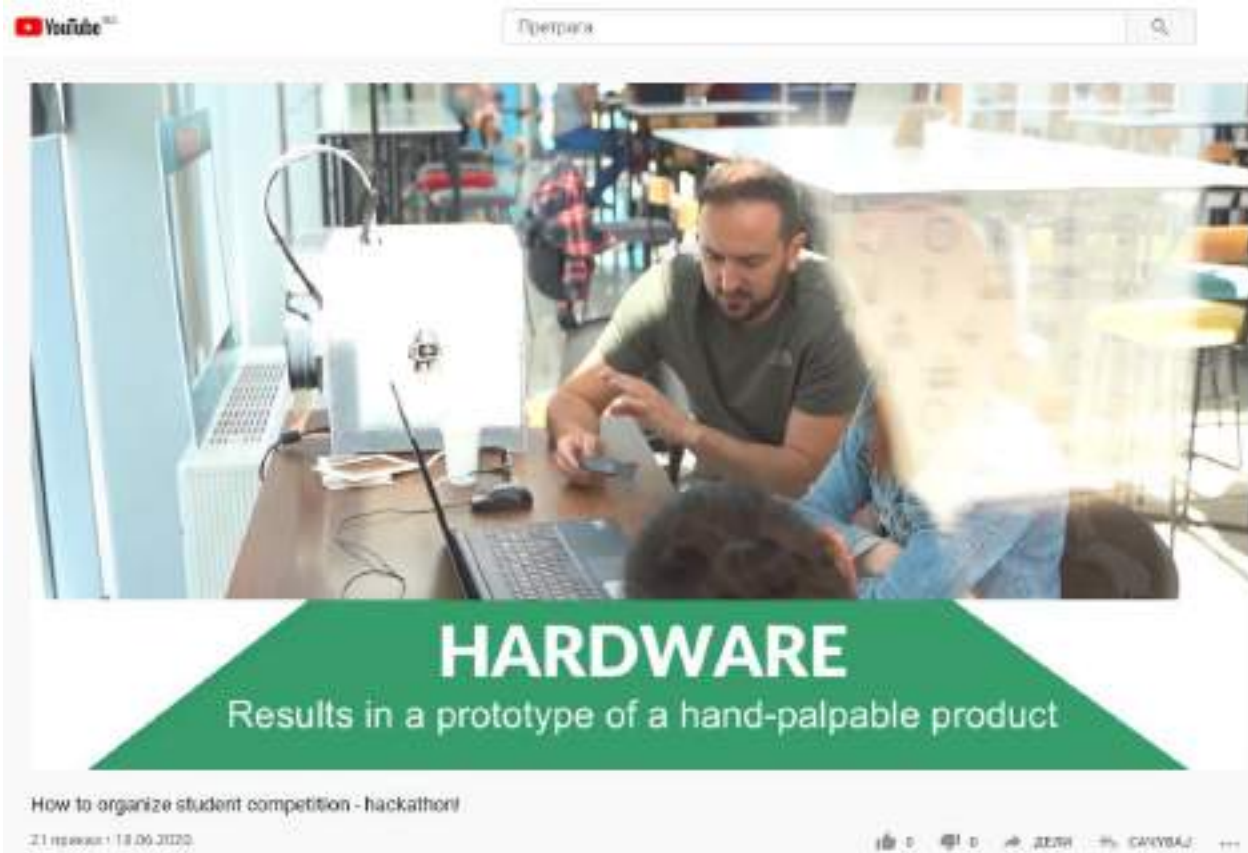 YouTube
Претрага
HARDWARE
Results in a prototype of a hand-palpable product
How to organize student competition - hackathon!
21 приказ • 18.06.2020.
0 0 ДЕЛИ САЧУВАЈ